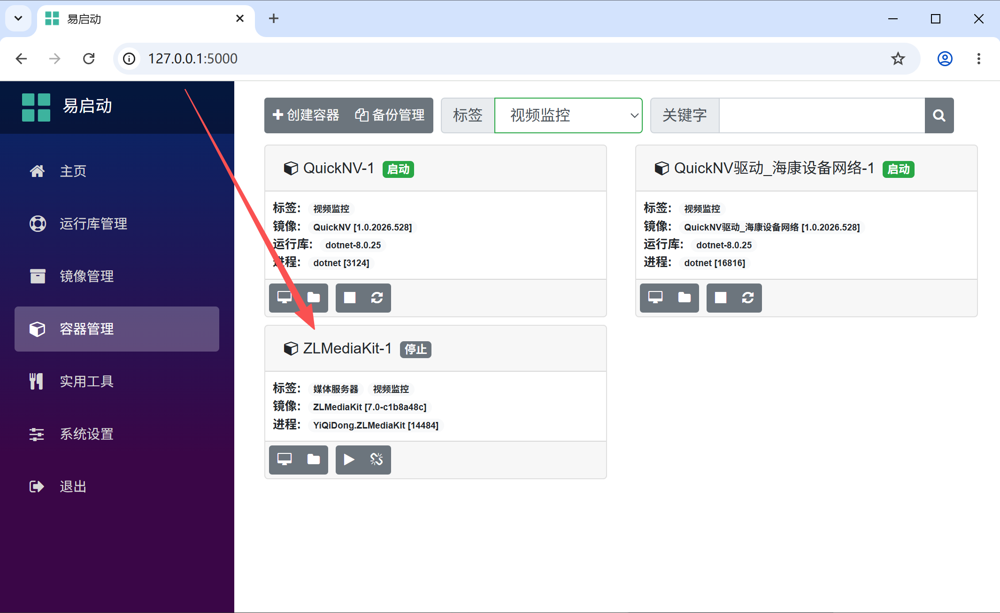 易启动
127.0.0.1:5000
易启动
主页
运行库管理
镜像管理
容器管理
实用工具
系统设置
退出
创建容器 备份管理 标签 视频监控 关键字
QuickNV-1 启动
标签: 视频监控
镜像: QuickNV [1.0.2026.528]
运行库: dotnet-8.0.25
进程: dotnet [3124]
QuickNV驱动_海康设备网络-1 启动
标签: 视频监控
镜像: QuickNV驱动_海康设备网络 [1.0.2026.528]
运行库: dotnet-8.0.25
进程: dotnet [16816]
ZLMediaKit-1 停止
标签: 媒体服务器 视频监控
镜像: ZLMediaKit [7.0-c1b8a48c]
进程: YiQiDong.ZLMediaKit [14484]